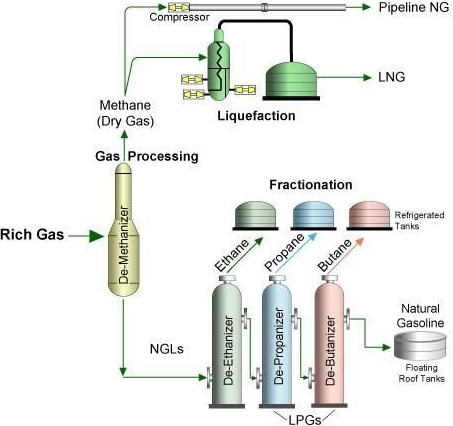 Compressor
Pipeline NG
LNG
Methane
(Dry Gas)
Liquefaction
Gas Processing
Fractionation
Rich Gas
De-Methanizer
Refrigerated
Tanks
Ethane
Propane
Butane
De-Ethanizer
De-Propanizer
De-Butanizer
Natural
Gasoline
Floating
Roof Tanks
NGLs
LPGs